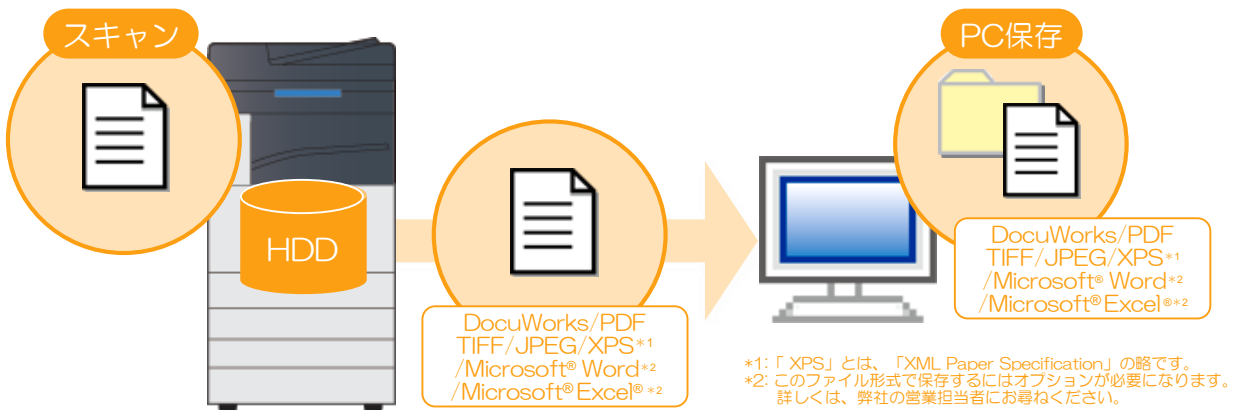 スキャン
PC保存
HDD
DocuWorks/PDF
TIFF/JPEG/XPS*1
/Microsoft® Word*2
/Microsoft® Excel® *2
DocuWorks/PDF
TIFF/JPEG/XPS*1
/Microsoft® Word*2
/Microsoft® Excel®*2
*1:「 XPS」とは、「XML Paper Specification」の略です。
*2: このファイル形式で保存するにはオプションが必要になります。
詳しくは、弊社の営業担当者にお尋ねください。